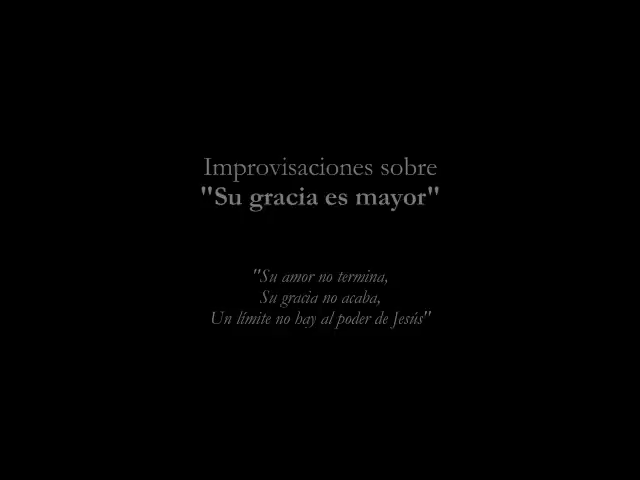 Improvisaciones sobre
"Su gracia es mayor"
"Su amor no termina,
Su gracia no acaba,
Un límite no hay al poder de Jesús"